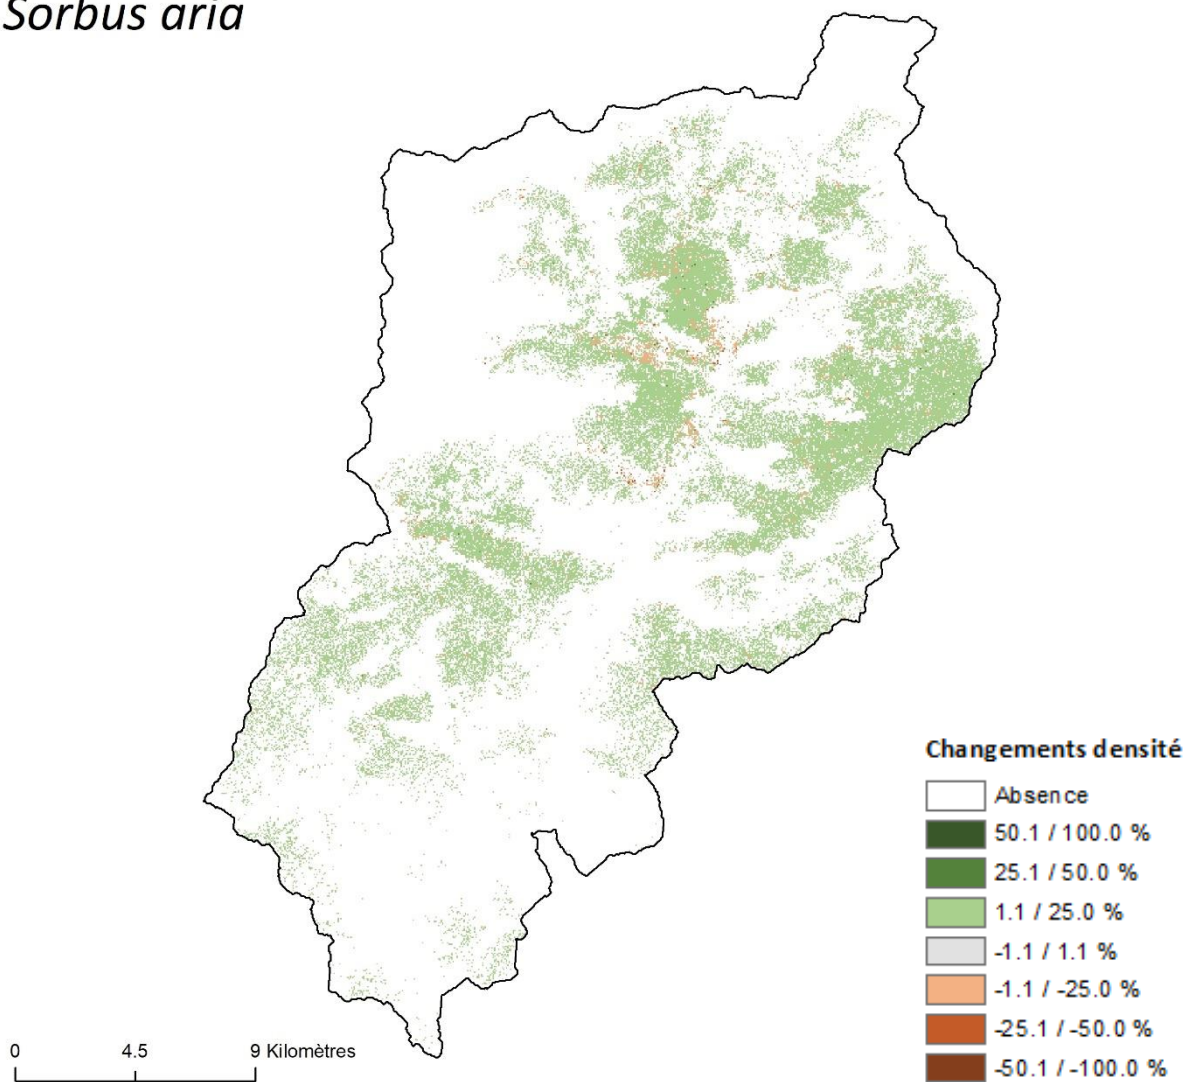 Sorbus aria
Changements densité
Absence
50.1 / 100.0 %
25.1 / 50.0 %
1.1 / 25.0 %
-1.1 / 1.1 %
-1.1 / -25.0 %
-25.1 / -50.0 %
-50.1 / -100.0 %
0 4.5 9 Kilomètres